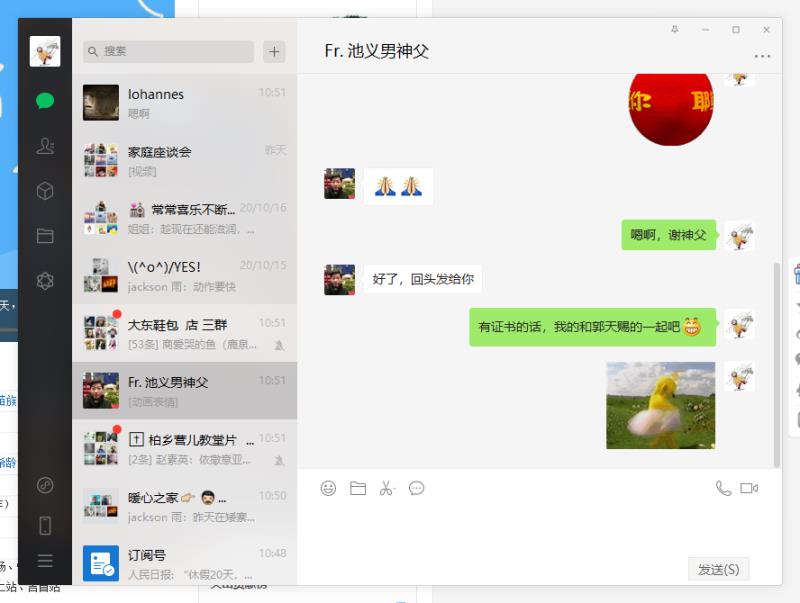 搜索
Iohannes
10:51
嗯啊
家庭座谈会
昨天
[视频]
常常喜乐不断...
20/10/16
姐姐：趁现在还能滋润，...
\(^o^)/YES!
20/10/15
jackson 雨：动作要快
大东鞋包 店 三群
10:51
[53条] 商爱哭的鱼（鹿泉...
Fr. 池义男神父
10:51
[动画表情]
柏乡营儿教堂片 ...
10:51
[2条] 赵素英：依撒意亚...
暖心之家👉🏻🧔🏻...
10:50
jackson 雨：昨天在矮寨...
订阅号
10:48
人民日报：“休假20天，...
Fr. 池义男神父
你 耶
🙏🏻🙏🏻
嗯啊，谢神父
好了，回头发给你
有证书的话，我的和郭天赐的一起吧😁
发送(S)
天，